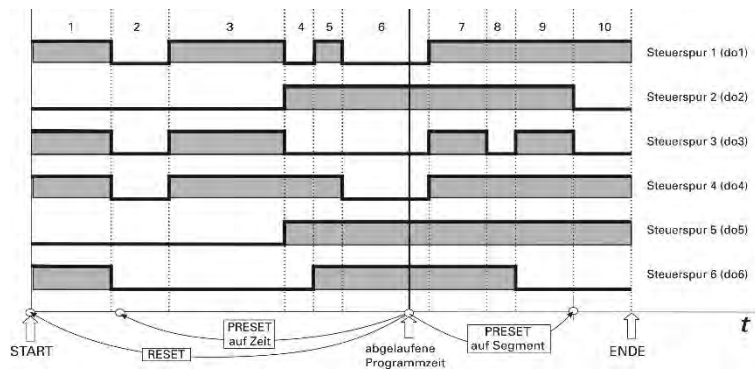 1 2 3 4 5 6 7 8 9 10
Steuerspur 1 (do1)
Steuerspur 2 (do2)
Steuerspur 3 (do3)
Steuerspur 4 (do4)
Steuerspur 5 (do5)
Steuerspur 6 (do6)
t
START
RESET
PRESET
auf Zeit
abgelaufene
Programmzeit
PRESET
auf Segment
ENDE